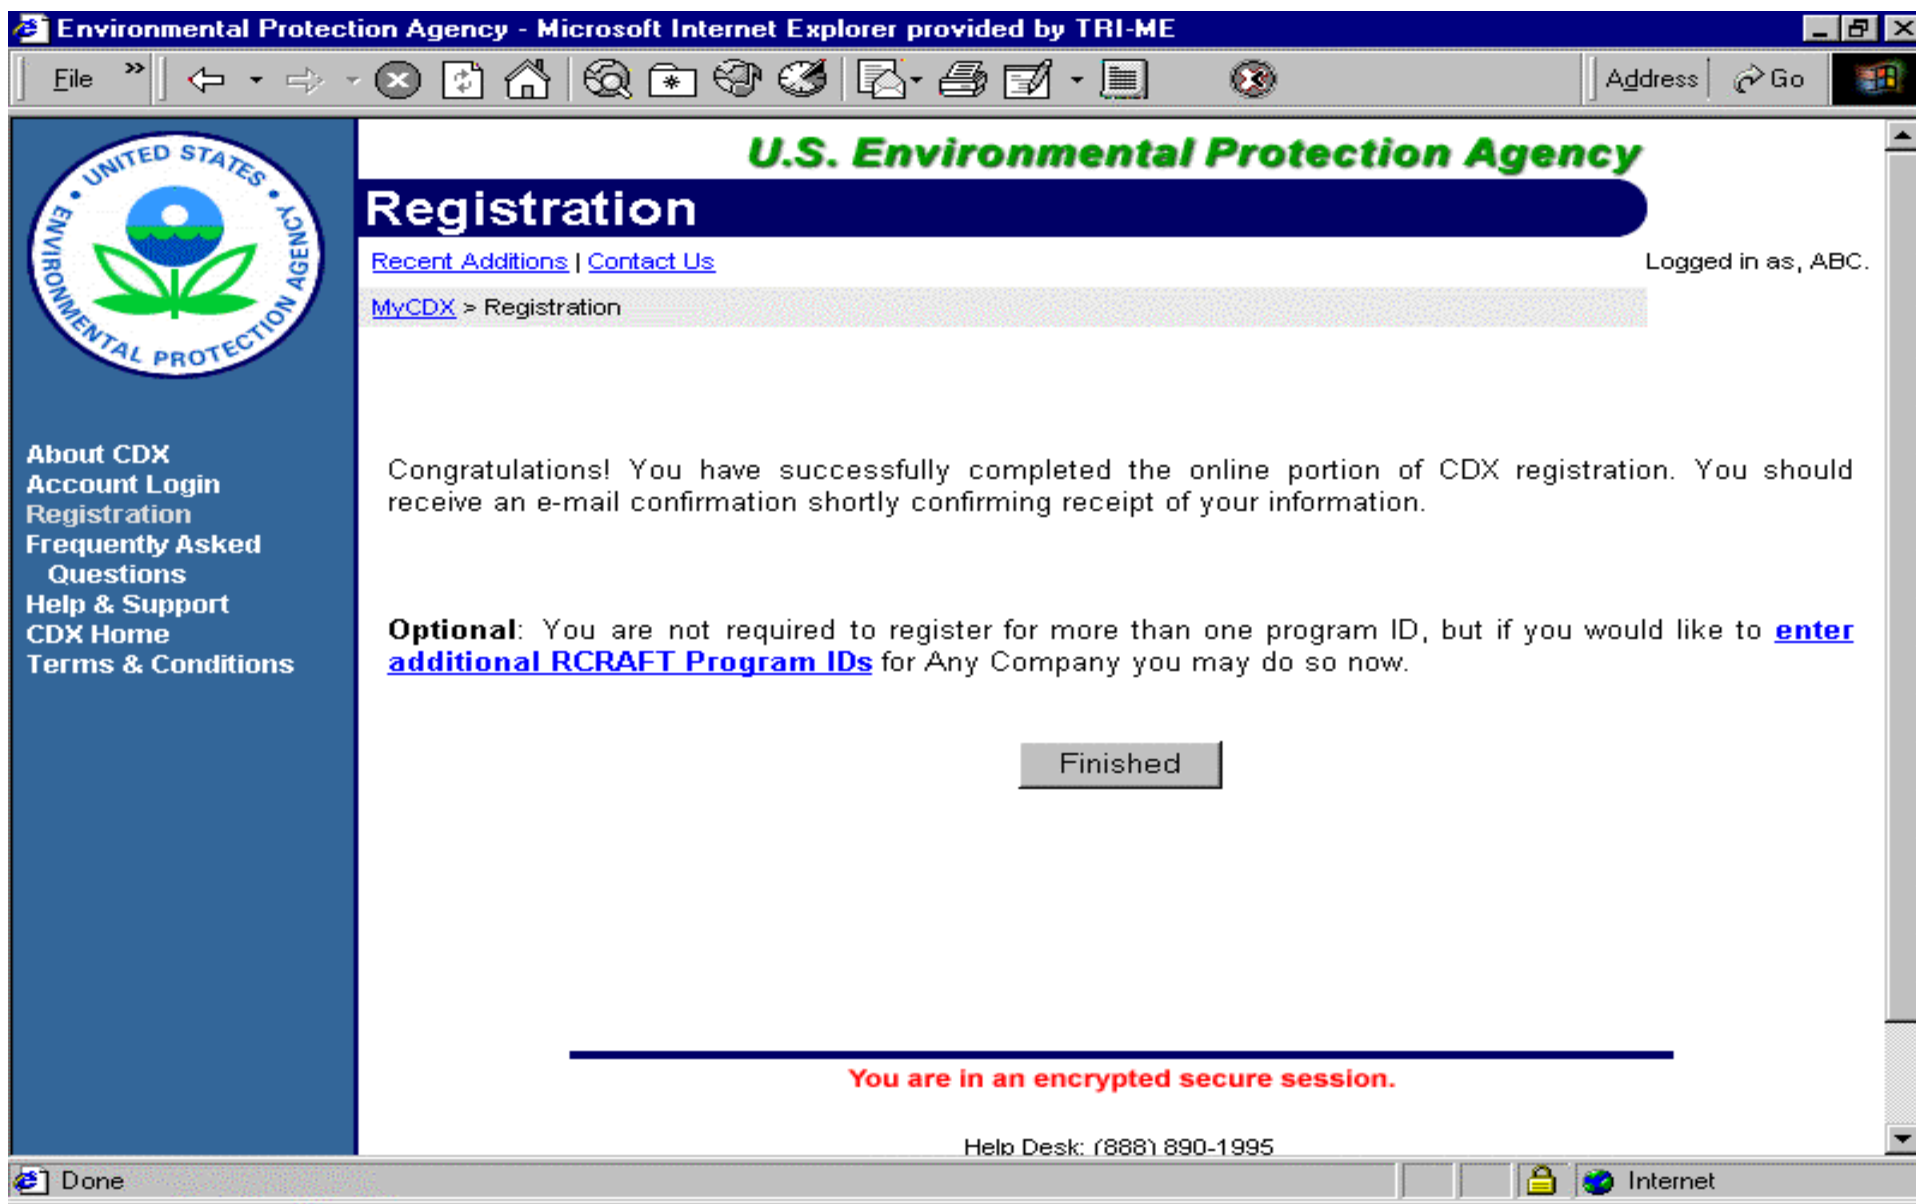 Environmental Protection Agency - Microsoft Internet Explorer provided by TRI-ME
File » Address Go
UNITED STATES • ENVIRONMENTAL PROTECTION AGENCY •
U.S. Environmental Protection Agency
Registration
Recent Additions | Contact Us
Logged in as, ABC.
MyCDX > Registration
About CDX
Account Login
Registration
Frequently Asked
Questions
Help & Support
CDX Home
Terms & Conditions
Congratulations! You have successfully completed the online portion of CDX registration. You should
receive an e-mail confirmation shortly confirming receipt of your information.
Optional: You are not required to register for more than one program ID, but if you would like to enter
additional RCRAFT Program IDs for Any Company you may do so now.
Finished
You are in an encrypted secure session.
Help Desk: (888) 890-1995
Done
Internet